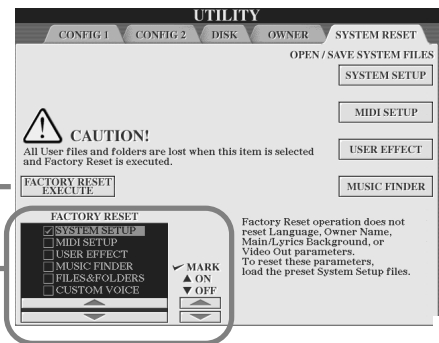 UTILITY
CONFIG 1 CONFIG 2 DISK OWNER SYSTEM RESET
OPEN / SAVE SYSTEM FILES
SYSTEM SETUP
MIDI SETUP
USER EFFECT
MUSIC FINDER
CAUTION!
All User files and folders are lost when this item is selected
and Factory Reset is executed.
FACTORY RESET
EXECUTE
FACTORY RESET
SYSTEM SETUP
MIDI SETUP
USER EFFECT
MUSIC FINDER
FILES&FOLDERS
CUSTOM VOICE
MARK
▲ ON
▼ OFF
Factory Reset operation does not
reset Language, Owner Name,
Main/Lyrics Background, or
Video Out parameters.
To reset these parameters,
load the preset System Setup files.